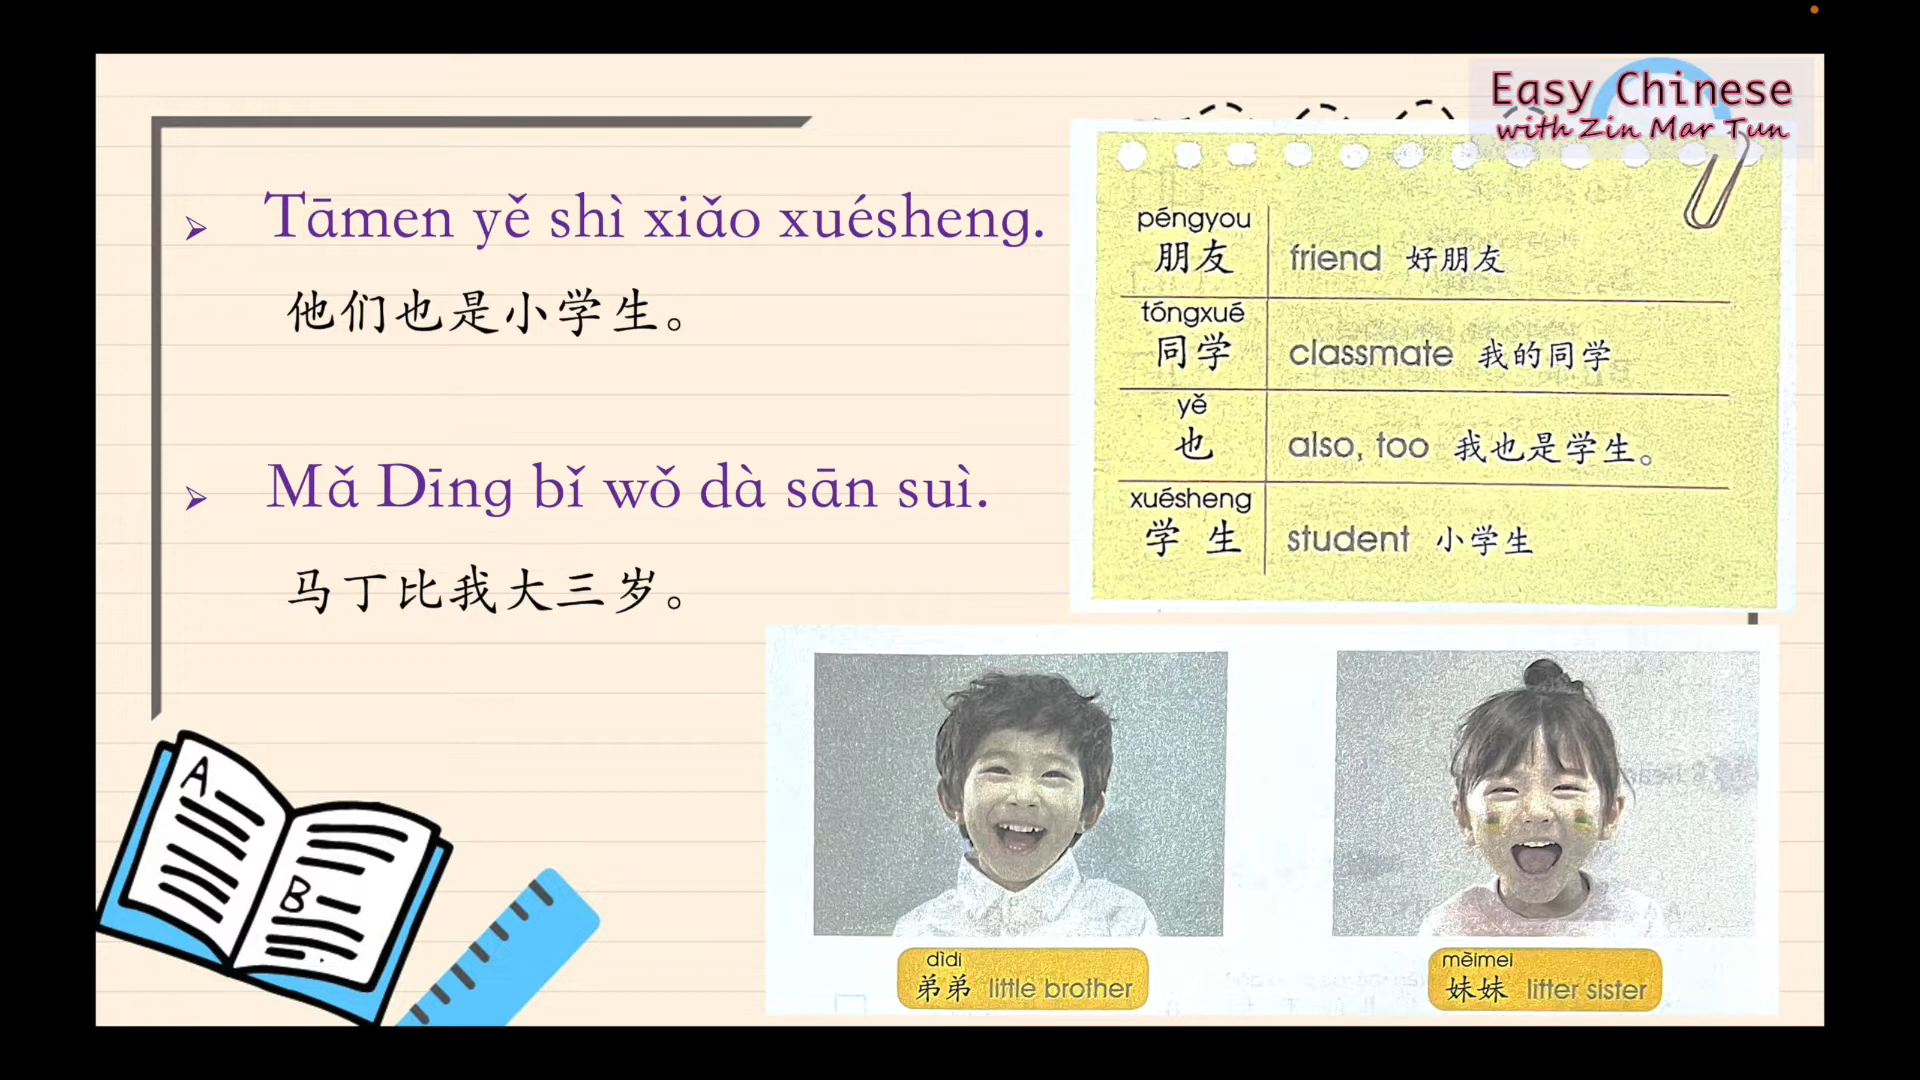 Easy Chinese
with Zin Mar Tun
➢ Tāmen yě shì xiǎo xuésheng.
他们也是小学生。
➢ Mǎ Dīng bǐ wǒ dà sān suì.
马丁比我大三岁。
péngyou
朋友 friend 好朋友
tóngxué
同学 classmate 我的同学
yě
也 also, too 我也是学生。
xuésheng
学生 student 小学生
A
B
dìdi
弟弟 little brother
mèimei
妹妹 litter sister